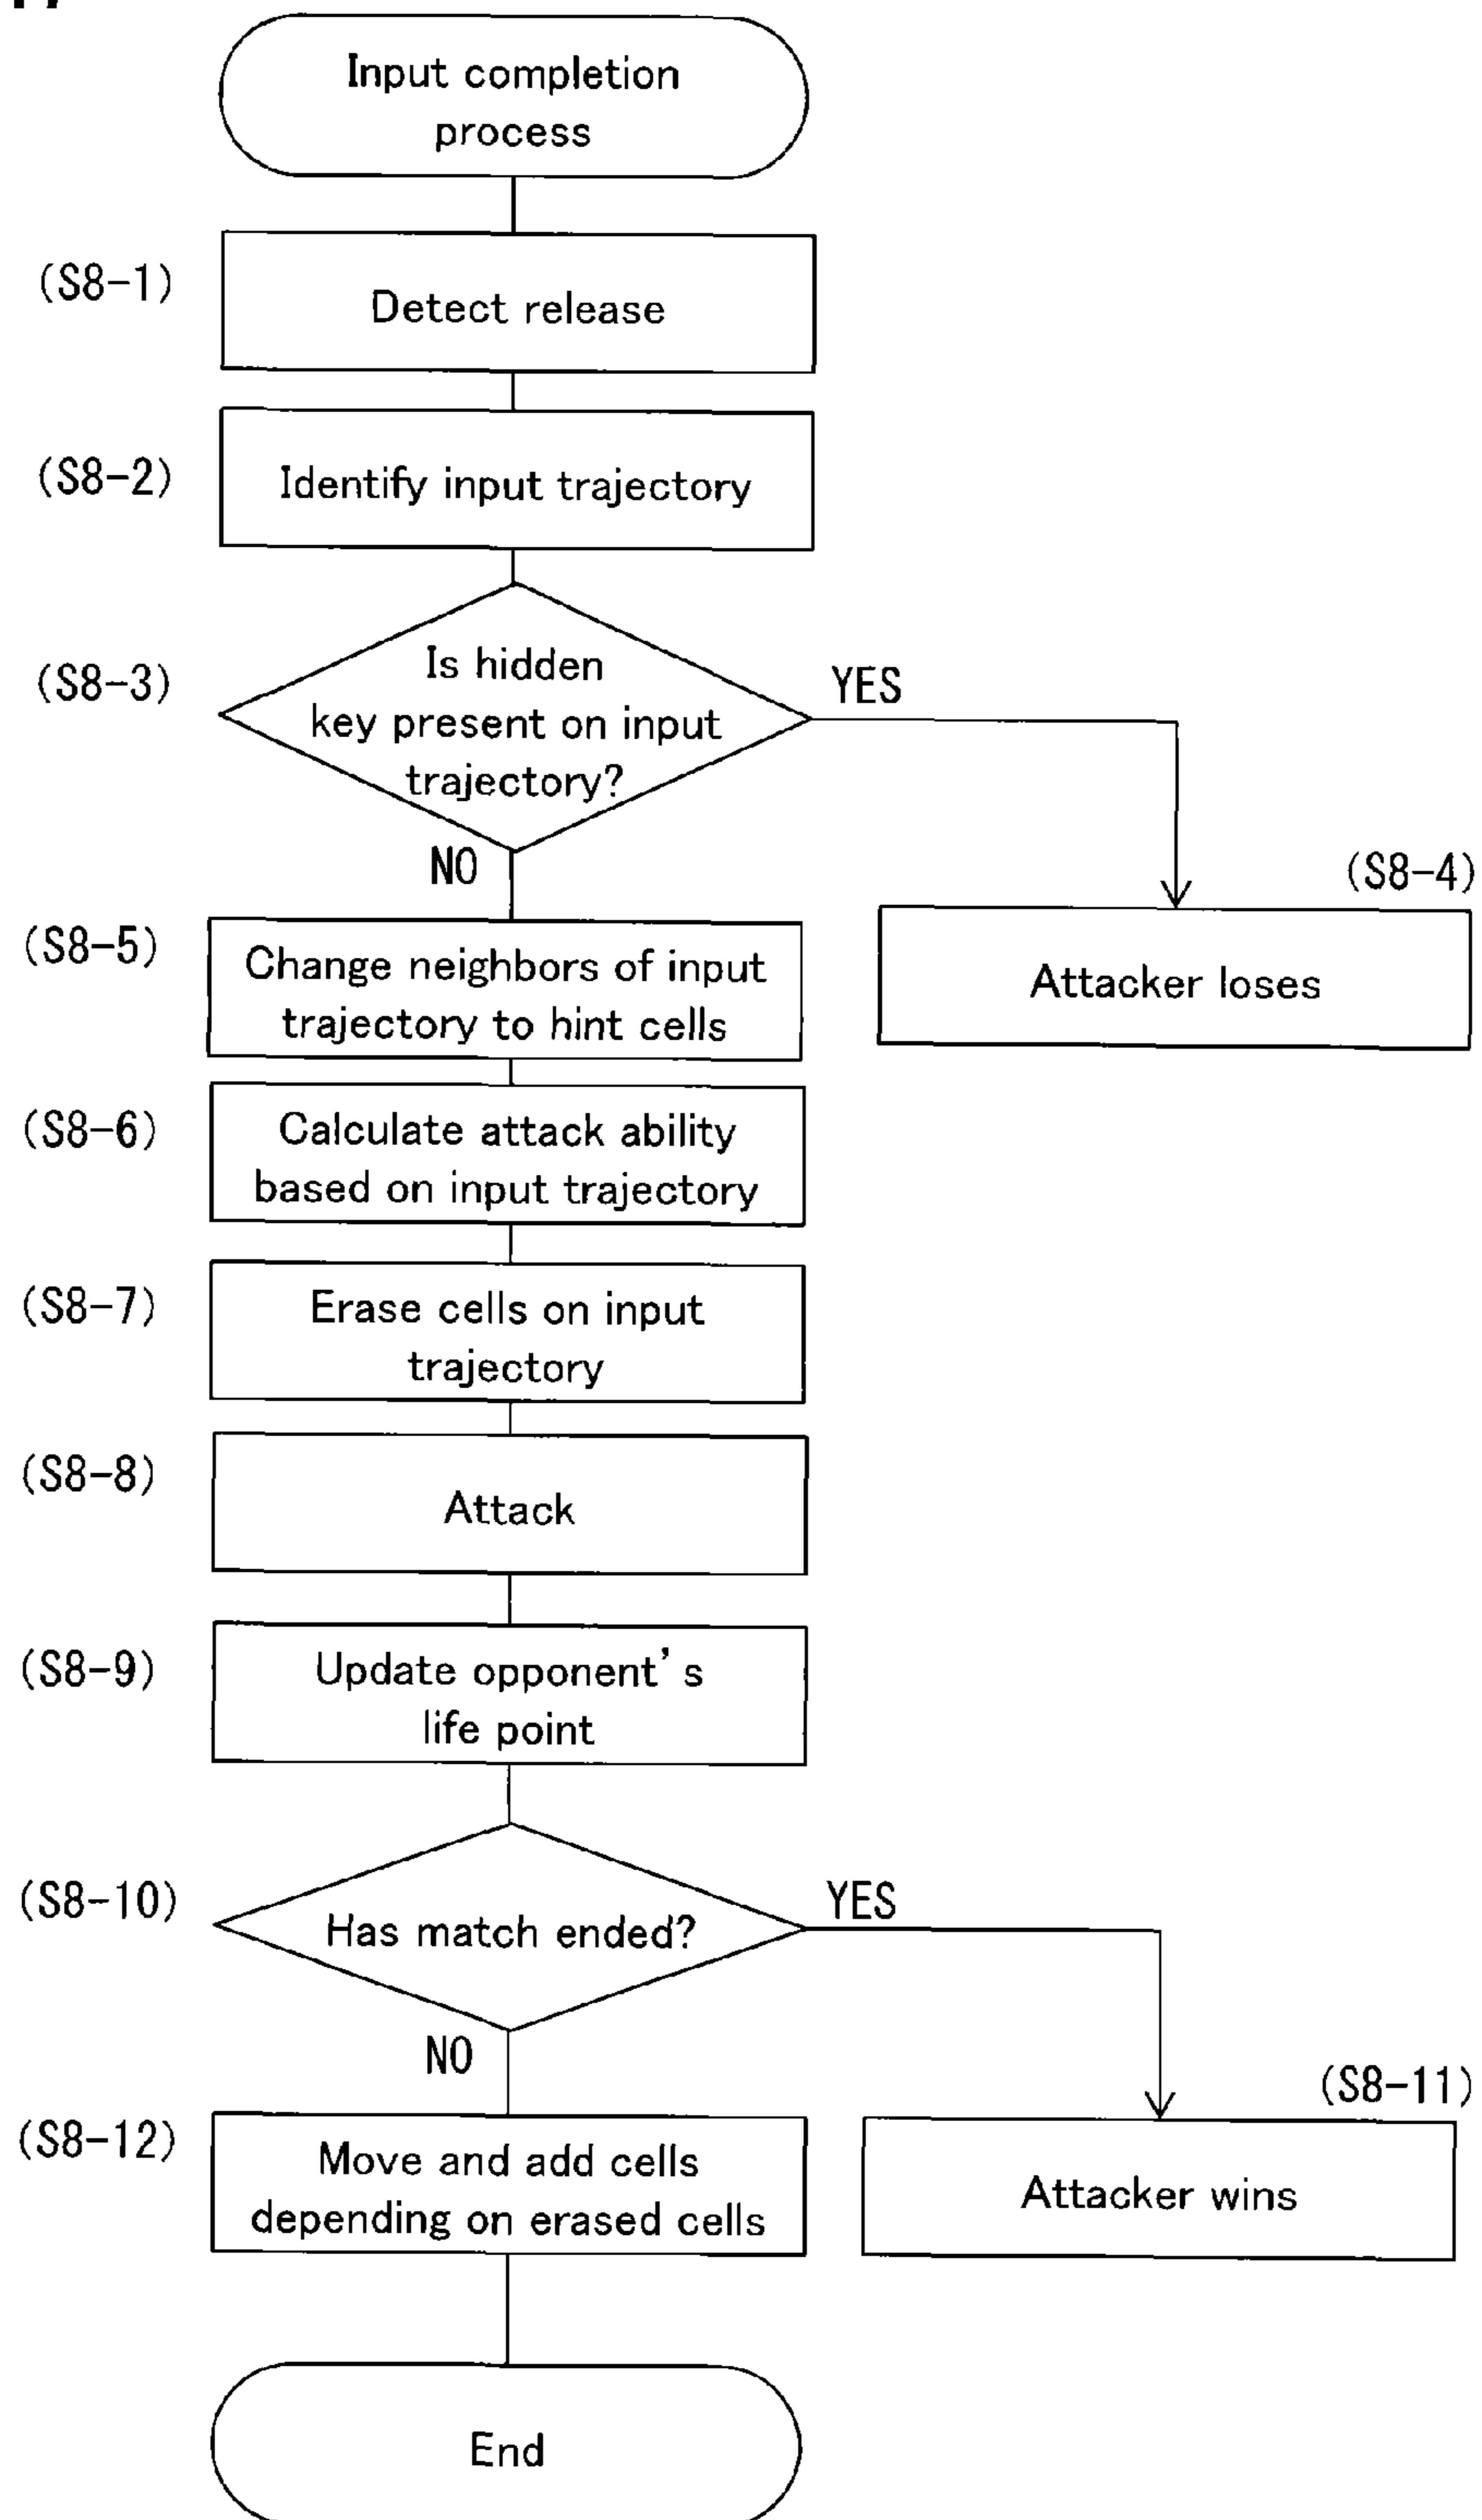 Input completion
process
(S8-1)
Detect release
(S8-2)
Identify input trajectory
(S8-3)
Is hidden
key present on input
trajectory?
YES
NO
(S8-4)
Attacker loses
(S8-5)
Change neighbors of input
trajectory to hint cells
(S8-6)
Calculate attack ability
based on input trajectory
(S8-7)
Erase cells on input
trajectory
(S8-8)
Attack
(S8-9)
Update opponent's
life point
(S8-10)
Has match ended?
YES
NO
(S8-11)
Attacker wins
(S8-12)
Move and add cells
depending on erased cells
End